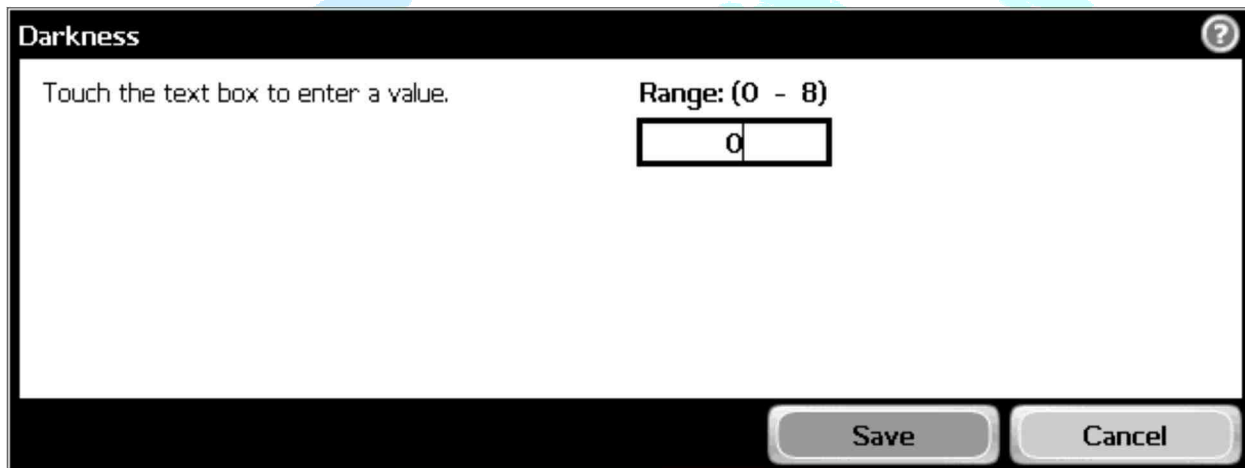 Darkness
?
Touch the text box to enter a value.
Range: (0 - 8)
0
Save
Cancel